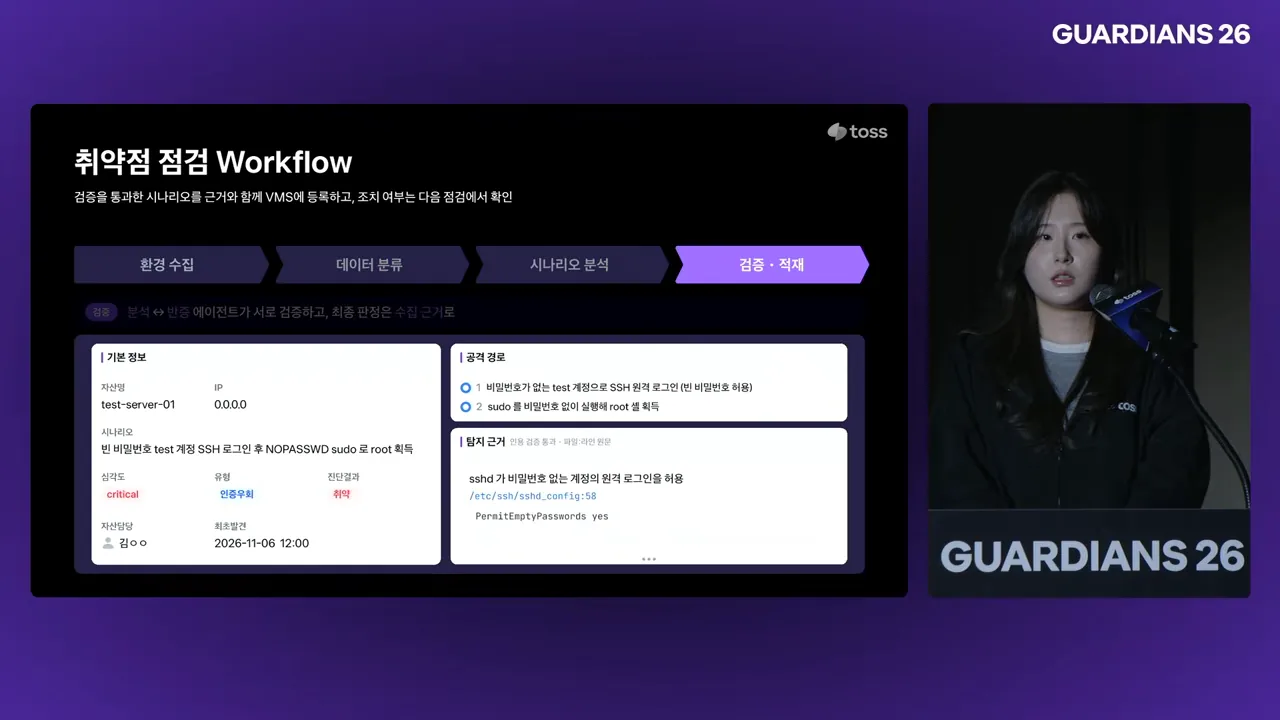 GUARDIANS 26
toss
취약점 점검 Workflow
검증을 통과한 시나리오를 근거와 함께 VMS에 등록하고, 조치 여부는 다음 점검에서 확인
환경 수집
데이터 분류
시나리오 분석
검증 · 적재
검증
분석 ↔ 반증 에이전트가 서로 검증하고, 최종 판정은 수집 근거로
기본 정보
자산명
IP
test-server-01
0.0.0.0
시나리오
빈 비밀번호 test 계정 SSH 로그인 후 NOPASSWD sudo 로 root 획득
심각도
유형
진단결과
critical
인증우회
취약
자산담당
최초발견
김ㅇㅇ
2026-11-06 12:00
공격 경로
1 비밀번호가 없는 test 계정으로 SSH 원격 로그인 (빈 비밀번호 허용)
2 sudo 를 비밀번호 없이 실행해 root 셸 획득
탐지 근거 인용 검증 통과 · 파일:라인 원문
sshd 가 비밀번호 없는 계정의 원격 로그인을 허용
/etc/ssh/sshd_config:58
PermitEmptyPasswords yes
toss
GUARDIANS 26